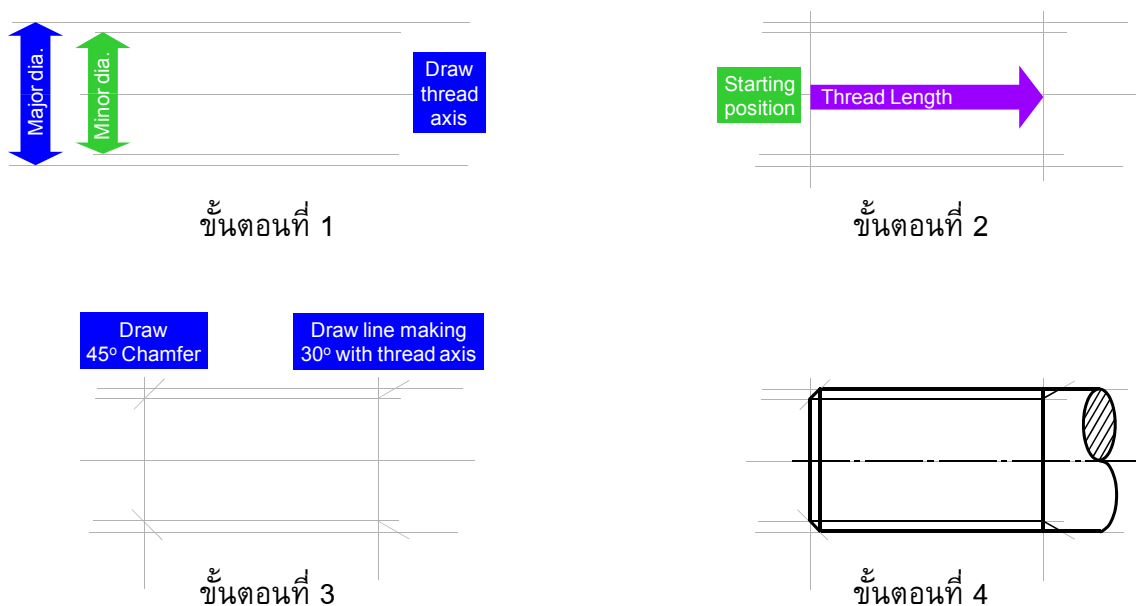 Major dia.
Minor dia.
Draw
thread
axis
ขั้นตอนที่ 1
Starting
position
Thread Length
ขั้นตอนที่ 2
Draw
45º Chamfer
Draw line making
30º with thread axis
ขั้นตอนที่ 3
ขั้นตอนที่ 4